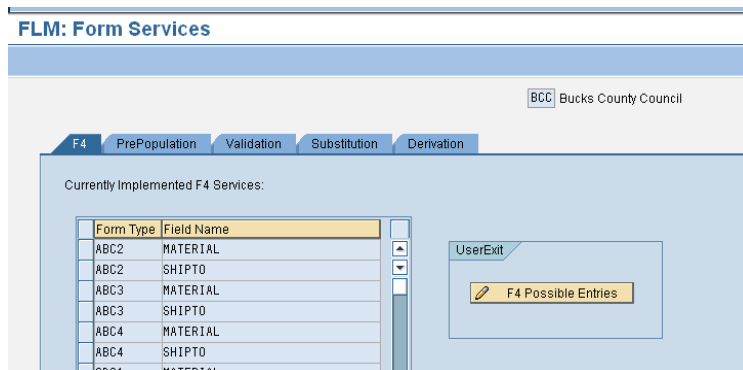 FLM: Form Services
BCC Bucks County Council
F4 PrePopulation Validation Substitution Derivation
Currently Implemented F4 Services:
Form Type Field Name
ABC2 MATERIAL
ABC2 SHIPTO
ABC3 MATERIAL
ABC3 SHIPTO
ABC4 MATERIAL
ABC4 SHIPTO
UserExit
F4 Possible Entries